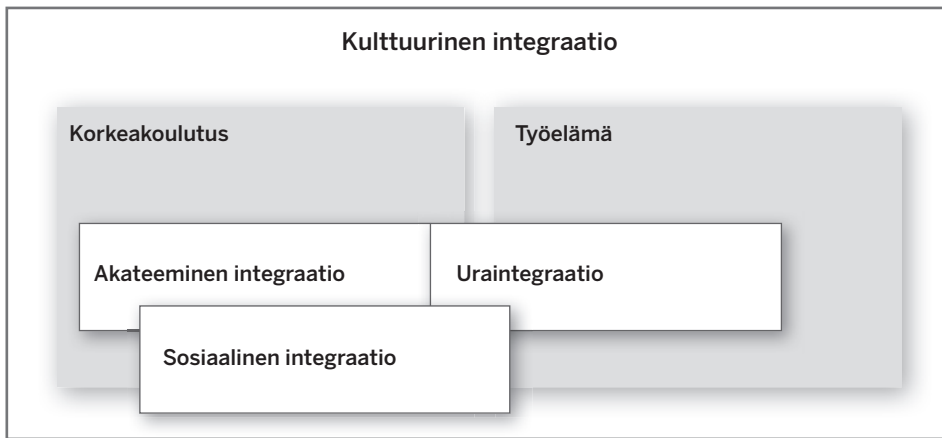 Kulttuurinen integraatio
Korkeakoulutus
Työelämä
Akateeminen integraatio
Uraintegraatio
Sosiaalinen integraatio